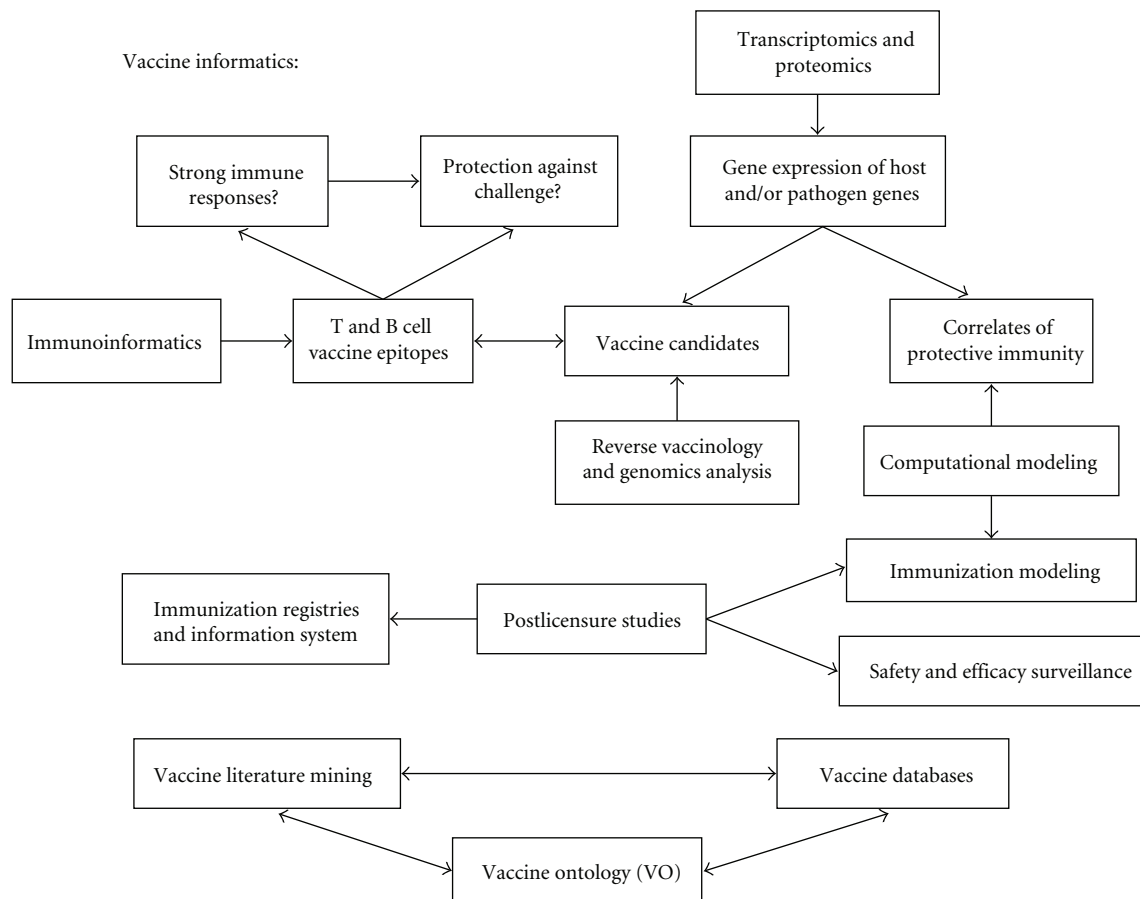 Vaccine informatics:
Transcriptomics and
proteomics
Strong immune
responses?
Protection against
challenge?
Gene expression of host
and/or pathogen genes
Immunoinformatics
T and B cell
vaccine epitopes
Vaccine candidates
Correlates of
protective immunity
Reverse vaccinology
and genomics analysis
Computational modeling
Immunization modeling
Immunization registries
and information system
Postlicensure studies
Safety and efficacy surveillance
Vaccine literature mining
Vaccine databases
Vaccine ontology (VO)